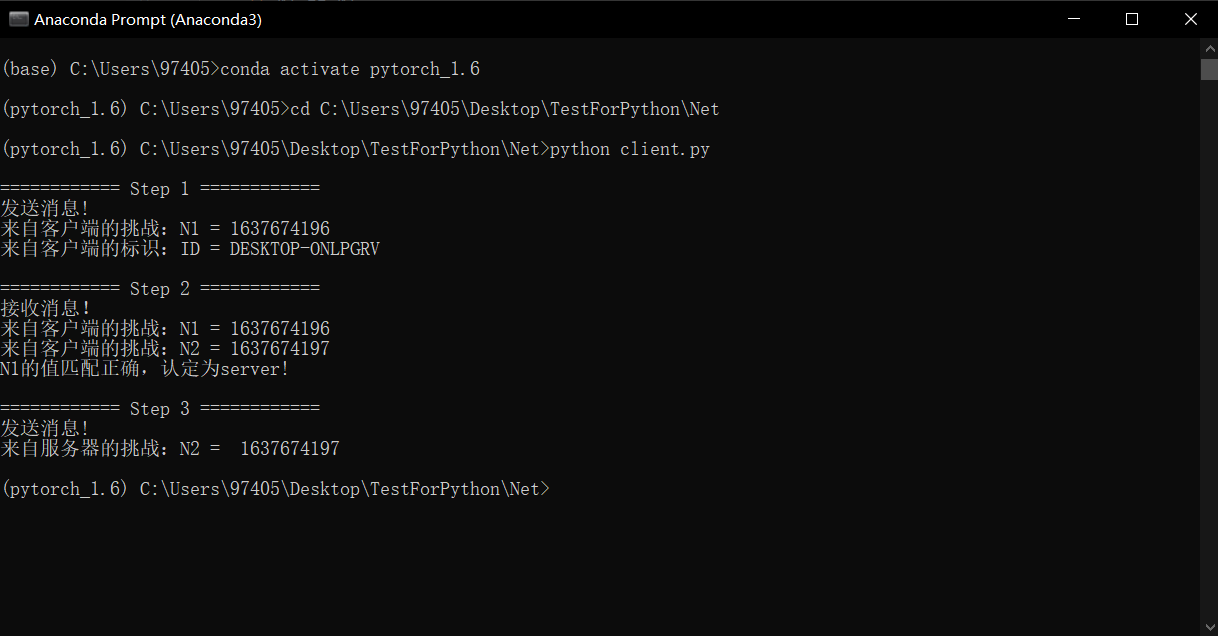 Anaconda Prompt (Anaconda3)
(base) C:\Users\97405>conda activate pytorch_1.6
(pytorch_1.6) C:\Users\97405>cd C:\Users\97405\Desktop\TestForPython\Net
(pytorch_1.6) C:\Users\97405\Desktop\TestForPython\Net>python client.py
============ Step 1 ============
发送消息!
来自客户端的挑战：N1 = 1637674196
来自客户端的标识：ID = DESKTOP-ONLPGRV
============ Step 2 ============
接收消息!
来自客户端的挑战：N1 = 1637674196
来自客户端的挑战：N2 = 1637674197
N1的值匹配正确，认定为server!
============ Step 3 ============
发送消息!
来自服务器的挑战：N2 =  1637674197
(pytorch_1.6) C:\Users\97405\Desktop\TestForPython\Net>